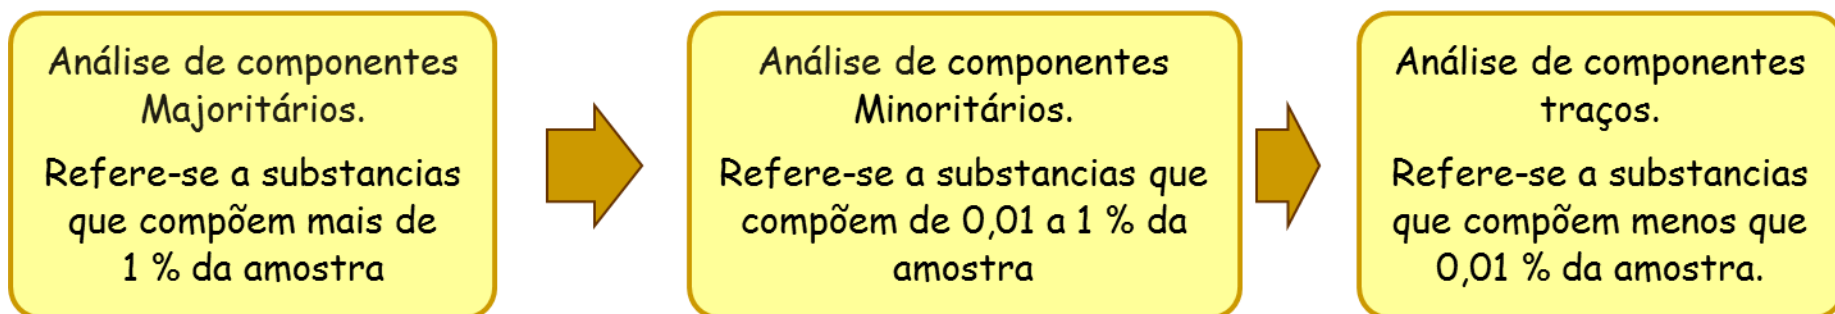 Análise de componentes
Majoritários.
Refere-se a substancias
que compõem mais de
1 % da amostra
Análise de componentes
Minoritários.
Refere-se a substancias que
compõem de 0,01 a 1 % da
amostra
Análise de componentes
traços.
Refere-se a substancias
que compõem menos que
0,01 % da amostra.